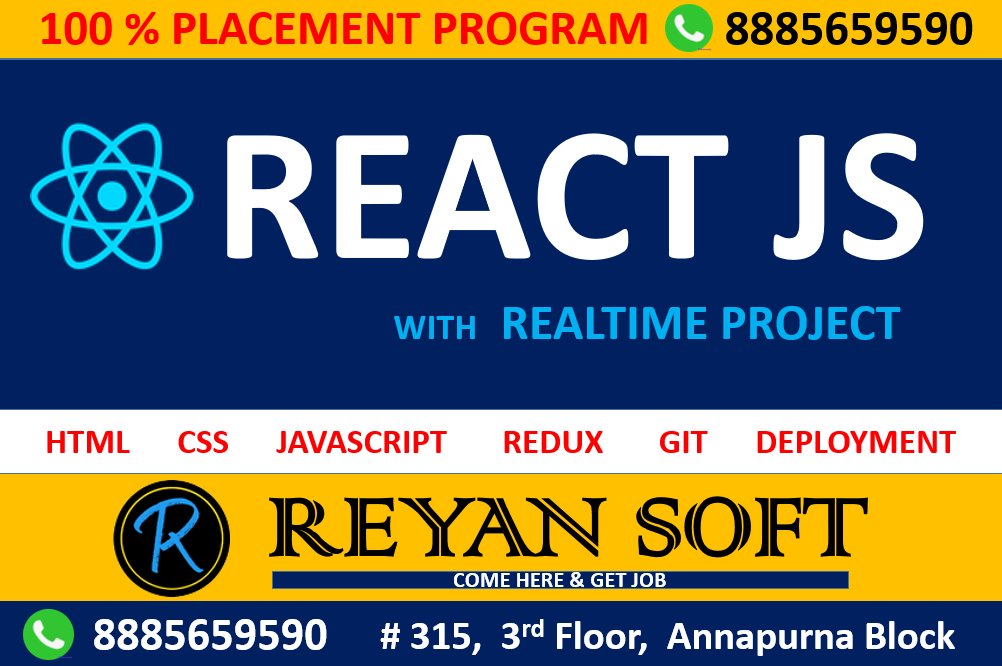 100 % PLACEMENT PROGRAM 8885659590
REACT JS
WITH REALTIME PROJECT
HTML CSS JAVASCRIPT REDUX GIT DEPLOYMENT
R REYAN SOFT
COME HERE & GET JOB
8885659590 # 315, 3rd Floor, Annapurna Block